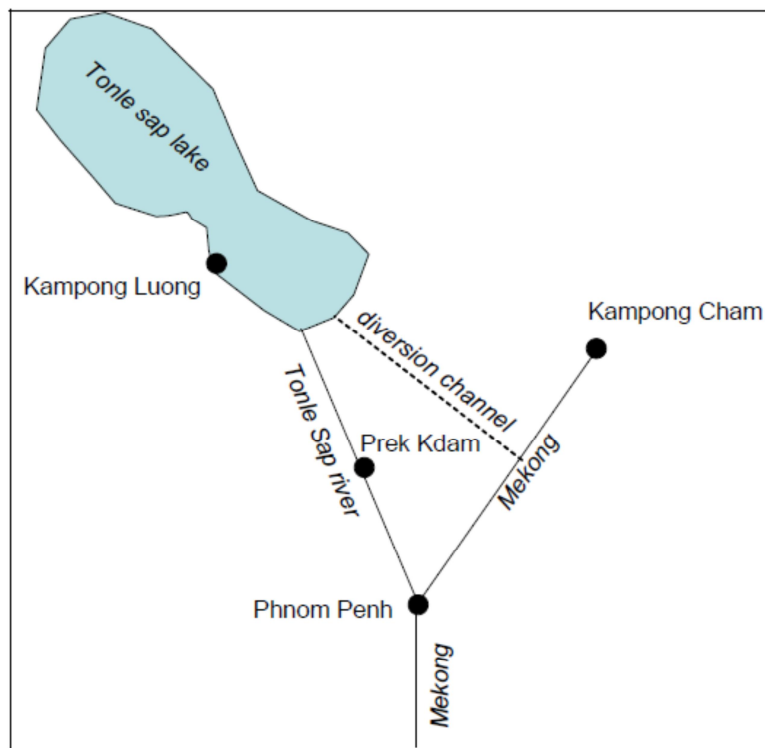 Tonle sap lake
Kampong Luong
Kampong Cham
diversion channel
Tonle Sap river
Prek Kdam
Mekong
Phnom Penh
Mekong